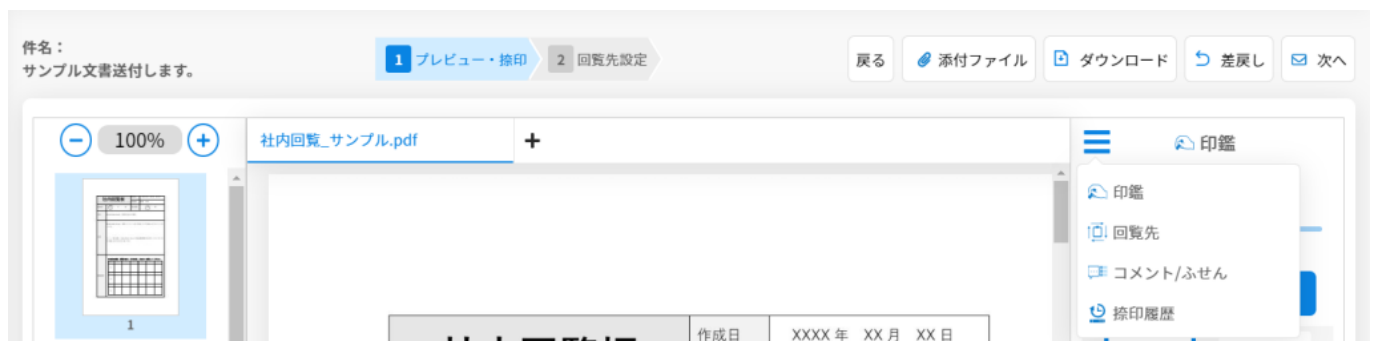 件名：
サンプル文書送付します。
1 プレビュー・捺印
2 回覧先設定
戻る
添付ファイル
ダウンロード
差戻し
次へ
100%
社内回覧_サンプル.pdf
+
印鑑
印鑑
回覧先
コメント/ふせん
捺印履歴
1
作成日
XXXX 年 XX 月 XX 日